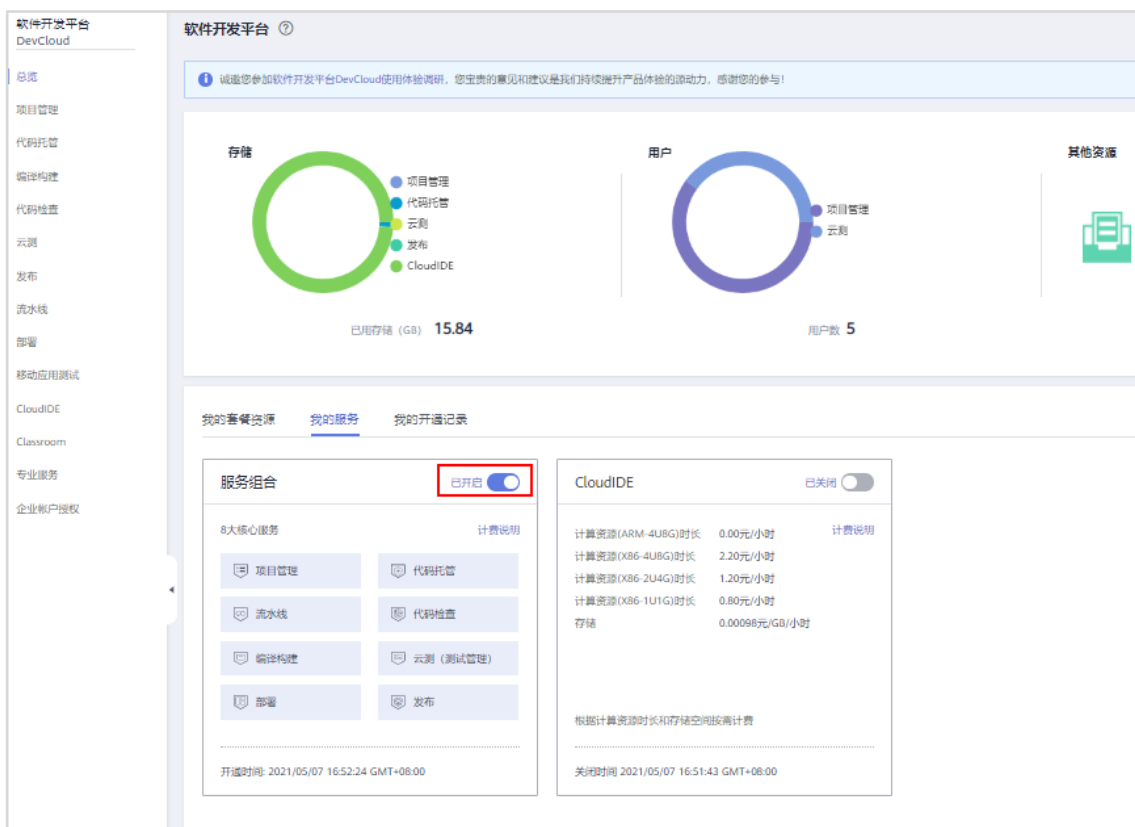 软件开发平台
DevCloud
总览
项目管理
代码托管
编译构建
代码检查
云测
发布
流水线
部署
移动应用测试
CloudIDE
Classroom
专业服务
企业帐户授权
软件开发平台
诚邀您参加软件开发平台DevCloud使用体验调研，您宝贵的意见和建议是我们持续提升产品体验的源动力，感谢您的参与！
存储
项目管理
代码托管
云测
发布
CloudIDE
已用存储（GB） 15.84
用户
项目管理
云测
用户数 5
其他资源
我的套餐资源 我的服务 我的开通记录
服务组合 已开启
8大核心服务 计费说明
项目管理 代码托管
流水线 代码检查
编译构建 云测（测试管理）
部署 发布
开通时间: 2021/05/07 16:52:24 GMT+08:00
CloudIDE 已关闭
计算资源(ARM-4U8G)时长 0.00元/小时 计费说明
计算资源(X86-4U8G)时长 2.20元/小时
计算资源(X86-2U4G)时长 1.20元/小时
计算资源(X86-1U1G)时长 0.80元/小时
存储 0.00098元/GB/小时
根据计算资源时长和存储空间按需计费
关闭时间 2021/05/07 16:51:43 GMT+08:00